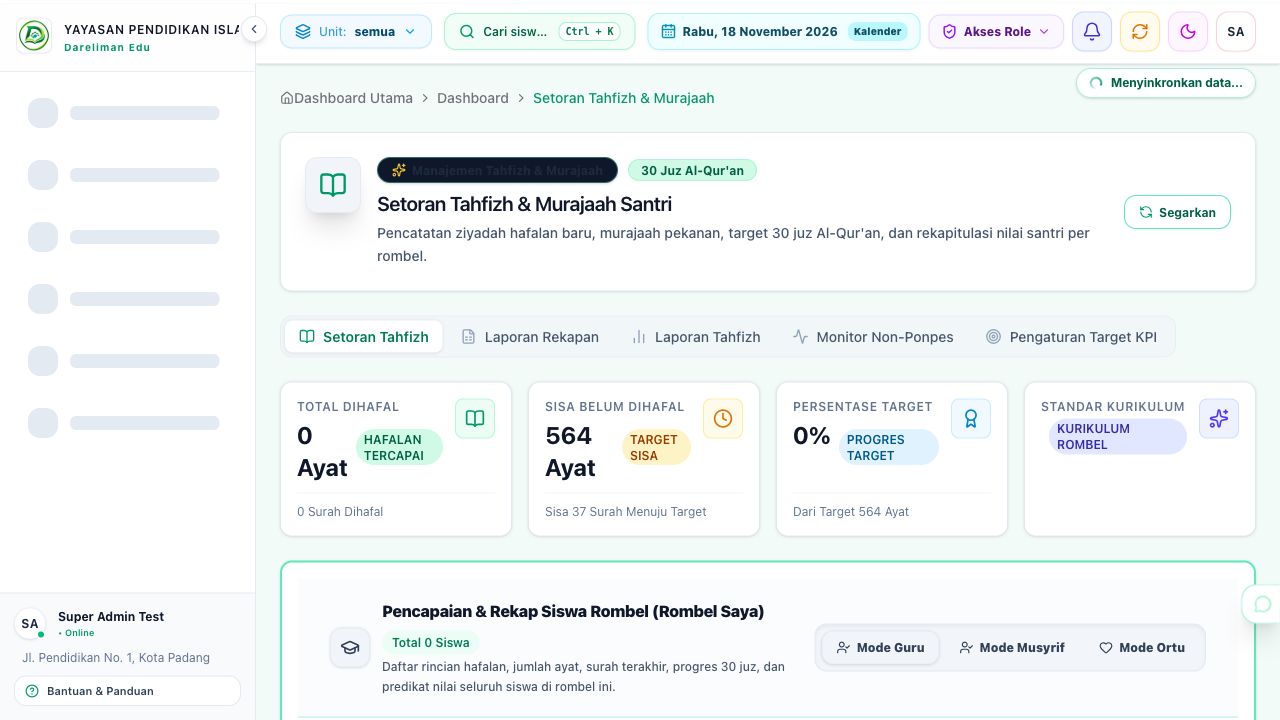 YAYASAN PENDIDIKAN ISLA
Dareliman Edu
Unit: semua
Cari sisw...
Ctrl + K
Rabu, 18 November 2026
Kalender
Akses Role
SA
Menyinkronkan data...
Dashboard Utama
Dashboard
Setoran Tahfizh & Murajaah
Manajemen Tahfizh & Murajaah
30 Juz Al-Qur'an
Setoran Tahfizh & Murajaah Santri
Pencatatan ziyadah hafalan baru, murajaah pekanan, target 30 juz Al-Qur'an, dan rekapitulasi nilai santri per
rombel.
Segarkan
Setoran Tahfizh
Laporan Rekapan
Laporan Tahfizh
Monitor Non-Ponpes
Pengaturan Target KPI
TOTAL DIHAFAL
0
Ayat
HAFALAN
TERCAPAI
0 Surah Dihafal
SISA BELUM DIHAFAL
564
Ayat
TARGET
SISA
Sisa 37 Surah Menuju Target
PERSENTASE TARGET
0%
PROGRES
TARGET
Dari Target 564 Ayat
STANDAR KURIKULUM
KURIKULUM
ROMBEL
Pencapaian & Rekap Siswa Rombel (Rombel Saya)
Total 0 Siswa
Daftar rincian hafalan, jumlah ayat, surah terakhir, progres 30 juz, dan
predikat nilai seluruh siswa di rombel ini.
Mode Guru
Mode Musyrif
Mode Ortu
SA
Super Admin Test
• Online
Jl. Pendidikan No. 1, Kota Padang
Bantuan & Panduan